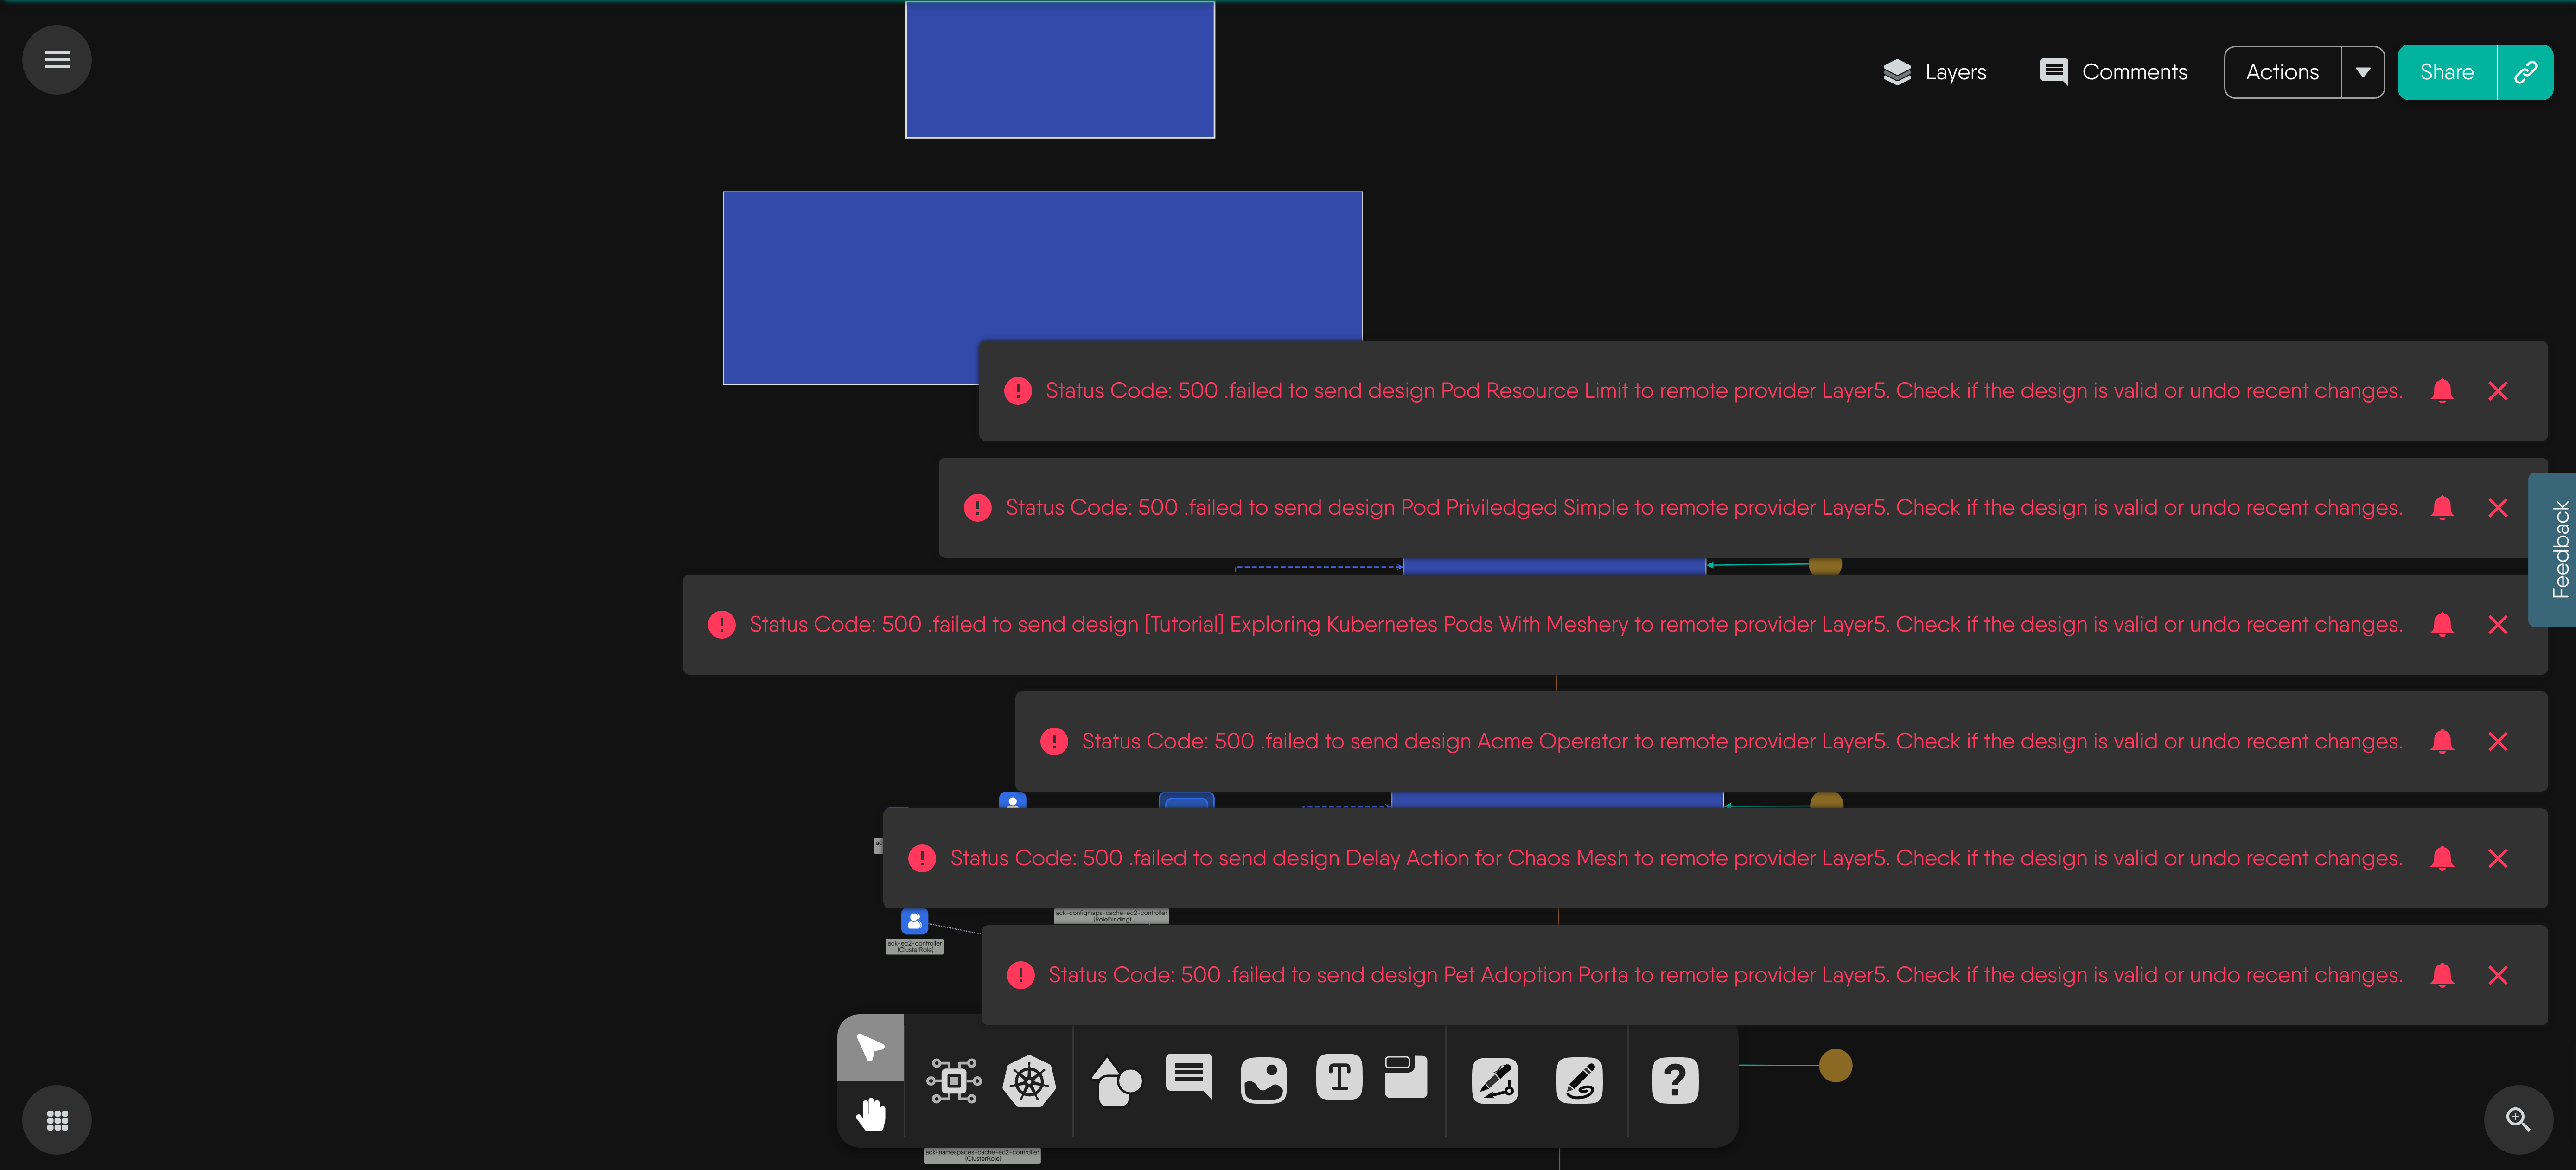 Layers
Comments
Actions
Share
Status Code: 500 .failed to send design Pod Resource Limit to remote provider Layer5. Check if the design is valid or undo recent changes.
Status Code: 500 .failed to send design Pod Priviledged Simple to remote provider Layer5. Check if the design is valid or undo recent changes.
Feedback
Status Code: 500 .failed to send design [Tutorial] Exploring Kubernetes Pods With Meshery to remote provider Layer5. Check if the design is valid or undo recent changes.
Status Code: 500 .failed to send design Acme Operator to remote provider Layer5. Check if the design is valid or undo recent changes.
Status Code: 500 .failed to send design Delay Action for Chaos Mesh to remote provider Layer5. Check if the design is valid or undo recent changes.
ack-configmaps-cache-ec2-controller
(RoleBinding)
ack-ec2-controller
(ClusterRole)
Status Code: 500 .failed to send design Pet Adoption Porta to remote provider Layer5. Check if the design is valid or undo recent changes.
ack-namespaces-cache-ec2-controller
(ClusterRole)